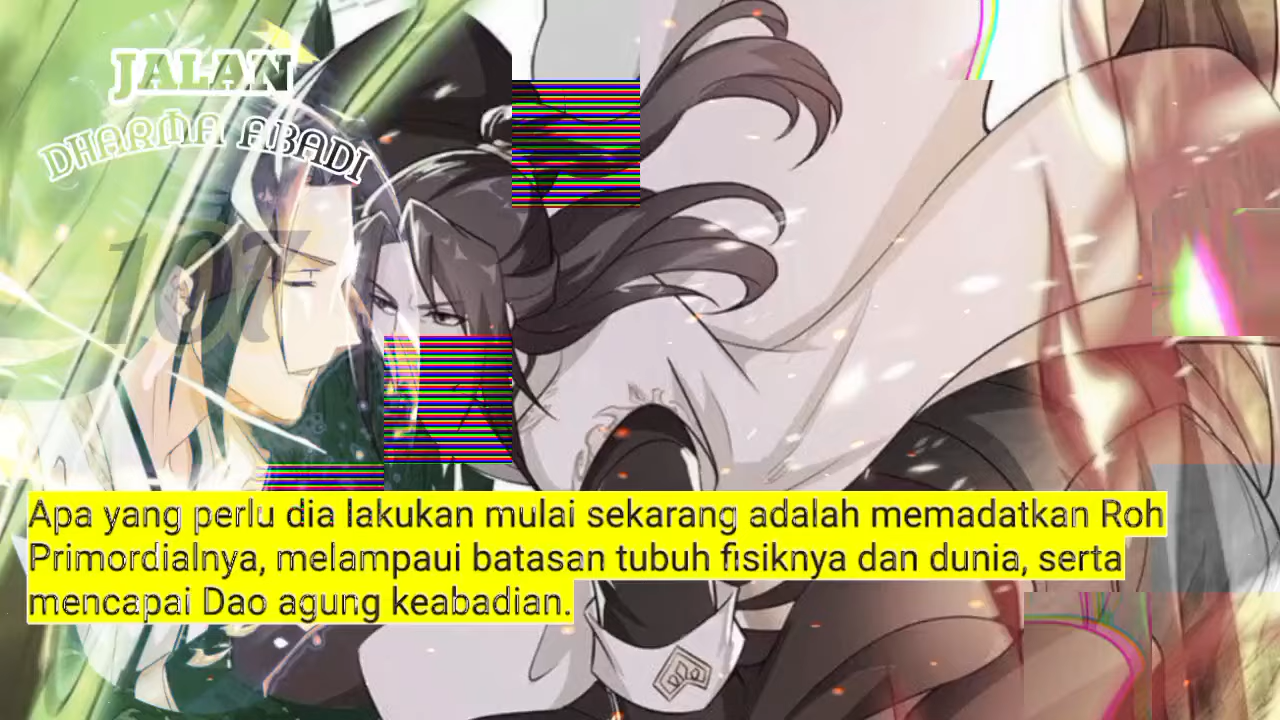 JALAN
DHARMA ABADI
107
Apa yang perlu dia lakukan mulai sekarang adalah memadatkan Roh
Primordialnya, melampaui batasan tubuh fisiknya dan dunia, serta
mencapai Dao agung keabadian.